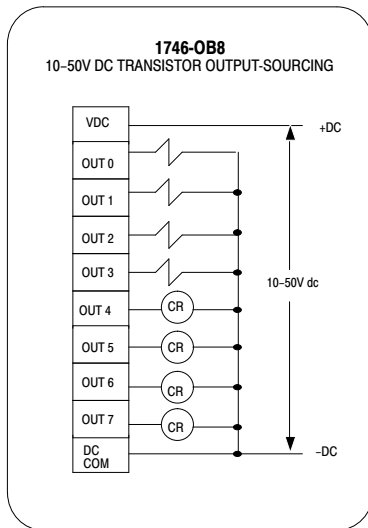 1746-OB8
10-50V DC TRANSISTOR OUTPUT-SOURCING
VDC
+DC
OUT 0
OUT 1
OUT 2
OUT 3
10-50V dc
OUT 4
CR
OUT 5
CR
OUT 6
CR
OUT 7
CR
DC
COM
-DC